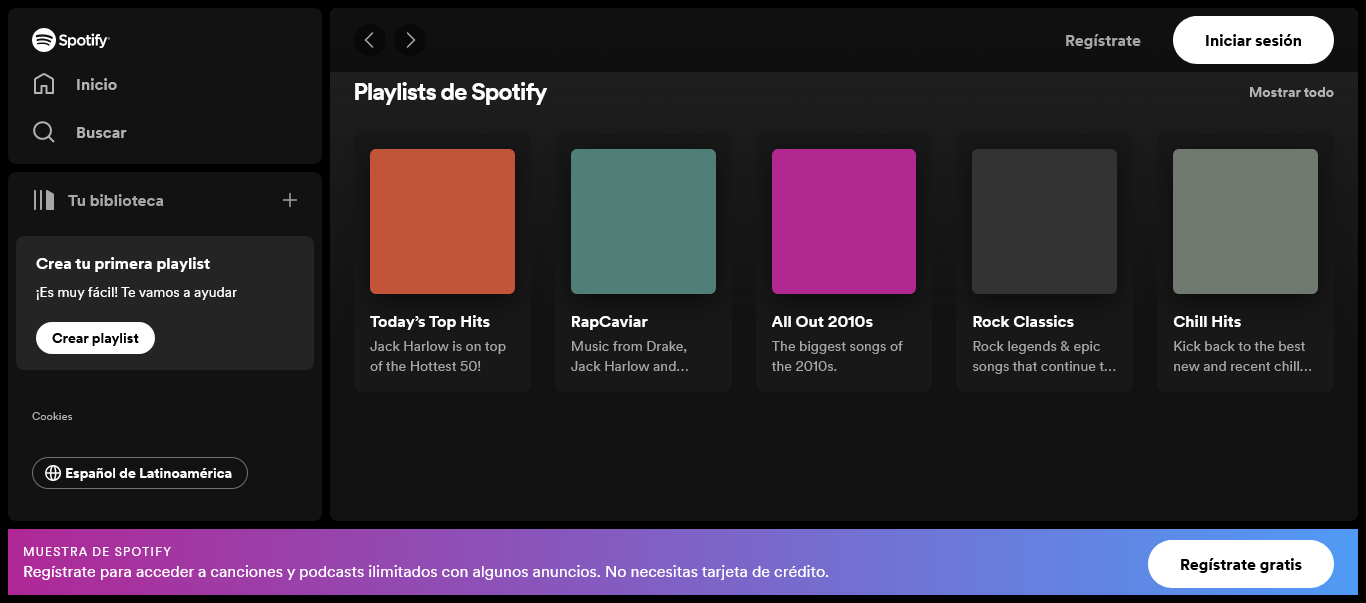 Spotify
Inicio
Buscar
Tu biblioteca
Crea tu primera playlist
¡Es muy fácil! Te vamos a ayudar
Crear playlist
Cookies
Español de Latinoamérica
Regístrate
Iniciar sesión
Playlists de Spotify
Mostrar todo
Today’s Top Hits
Jack Harlow is on top
of the Hottest 50!
RapCaviar
Music from Drake,
Jack Harlow and…
All Out 2010s
The biggest songs of
the 2010s.
Rock Classics
Rock legends & epic
songs that continue t…
Chill Hits
Kick back to the best
new and recent chill…
MUESTRA DE SPOTIFY
Regístrate para acceder a canciones y podcasts ilimitados con algunos anuncios. No necesitas tarjeta de crédito.
Regístrate gratis